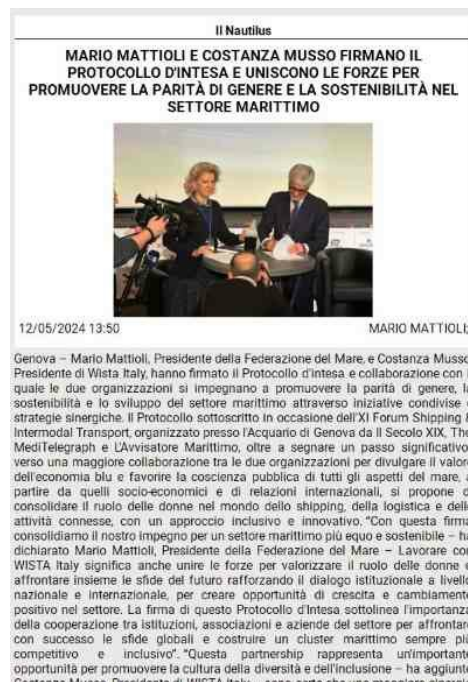 Il Nautilus
MARIO MATTIOLI E COSTANZA MUSSO FIRMANO IL
PROTOCOLLO D'INTESA E UNISCONO LE FORZE PER
PROMUOVERE LA PARITÀ DI GENERE E LA SOSTENIBILITÀ NEL
SETTORE MARITTIMO
12/05/2024 13:50
MARIO MATTIOLI;
Genova – Mario Mattioli, Presidente della Federazione del Mare, e Costanza Musso,
Presidente di Wista Italy, hanno firmato il Protocollo d'intesa e collaborazione con
quale le due organizzazioni si impegnano a promuovere la parità di genere, la
sostenibilità e lo sviluppo del settore marittimo attraverso iniziative condivise
strategie sinergiche. Il Protocollo sottoscritto in occasione dell'XI Forum Shipping &
Intermodal Transport, organizzato presso l'Acquario di Genova da Il Secolo XIX, The
MediTelegraph e L'Avvisatore Marittimo, oltre a segnare un passo significativo
verso una maggiore collaborazione tra le due organizzazioni per divulgare il valore
dell'economia blu e favorire la coscienza pubblica di tutti gli aspetti del mare,
partire da quelli socio-economici e di relazioni internazionali, si propone
consolidare il ruolo delle donne nel mondo dello shipping, della logistica e delle
attività connesse, con un approccio inclusivo e innovativo. "Con questa firma
consolidiamo il nostro impegno per un settore marittimo più equo e sostenibile – ha
dichiarato Mario Mattioli, Presidente della Federazione del Mare – Lavorare con
WISTA Italy significa anche unire le forze per valorizzare il ruolo delle donne
affrontare insieme le sfide del futuro rafforzando il dialogo istituzionale a livello
nazionale e internazionale, per creare opportunità di crescita e cambiamento
positivo nel settore. La firma di questo Protocollo d'Intesa sottolinea l'importanza
della cooperazione tra istituzioni, associazioni e aziende del settore per affrontare
con successo le sfide globali e costruire un cluster marittimo sempre più
competitivo e inclusivo". "Questa partnership rappresenta un'importante
opportunità per promuovere la cultura della diversità e dell'inclusione – ha aggiunto
Costanza Musso, Presidente di WISTA Italy – sono certa che una maggiore sinergia